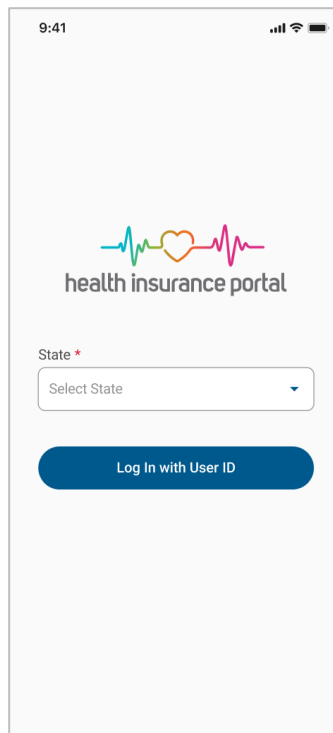 9:41
health insurance portal
State *
Select State
Log In with User ID